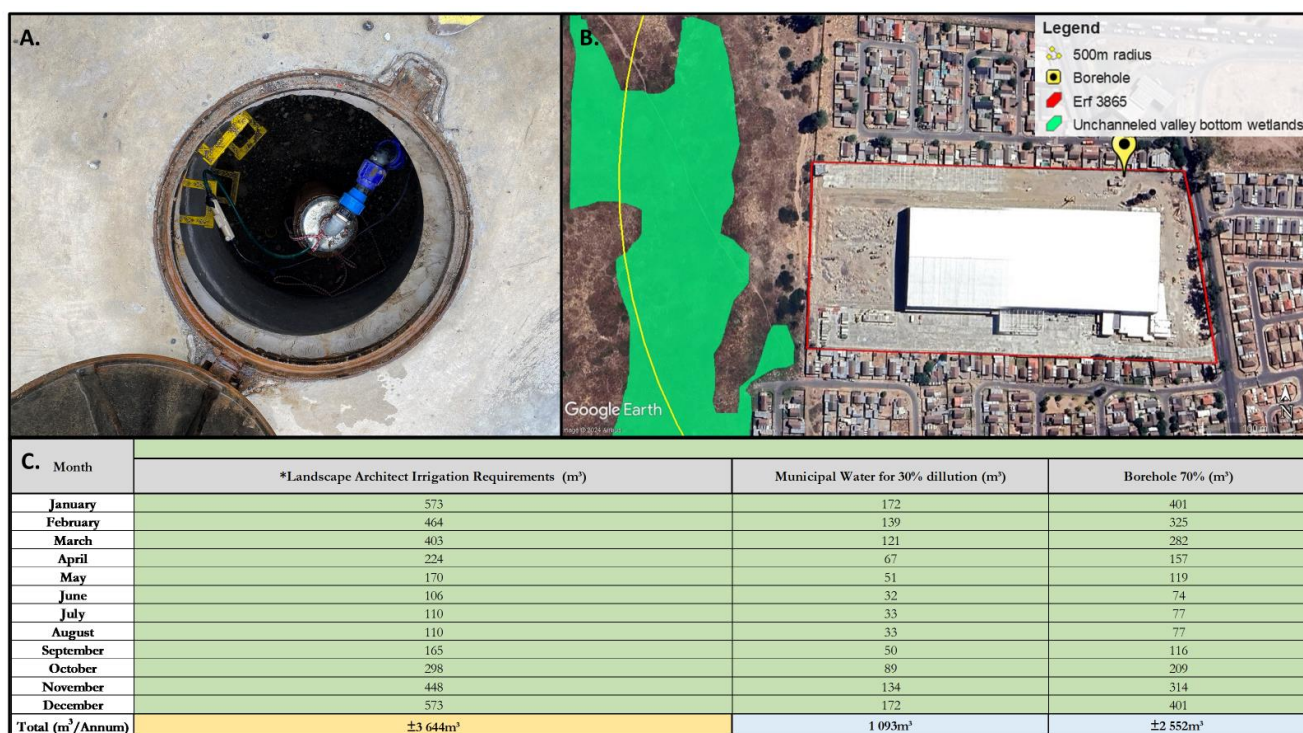 A.
B.
Legend
500m radius
Borehole
Erf 3865
Unchanneled valley bottom wetlands
Google Earth
N
C.
Month
*Landscape Architect Irrigation Requirements (m³)
Municipal Water for 30% dillution (m³)
Borehole 70% (m³)
January 573 172 401
February 464 139 325
March 403 121 282
April 224 67 157
May 170 51 119
June 106 32 74
July 110 33 77
August 110 33 77
September 165 50 116
October 298 89 209
November 448 134 314
December 573 172 401
Total (m³/Annum) ±3 644m³ 1 093m³ ±2 552m³